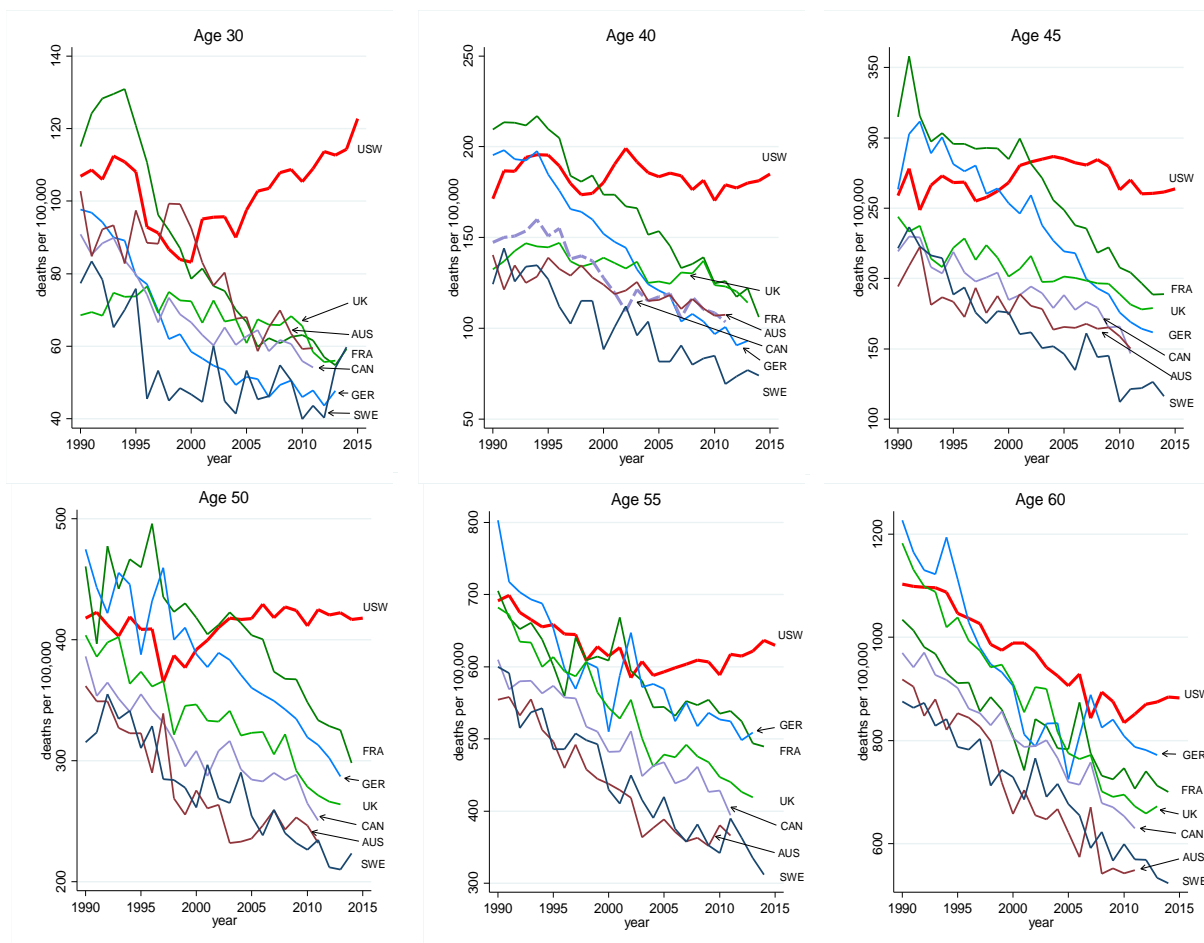 Age 30
deaths per 100,000
140
120
100
80
60
40
1990
1995
2000
2005
2010
2015
year
USW
UK
AUS
FRA
CAN
GER
SWE
Age 40
deaths per 100,000
250
200
150
100
50
1990
1995
2000
2005
2010
2015
year
USW
UK
FRA
AUS
CAN
GER
SWE
Age 45
deaths per 100,000
350
300
250
200
150
100
1990
1995
2000
2005
2010
2015
year
USW
FRA
UK
GER
CAN
AUS
SWE
Age 50
deaths per 100,000
500
400
300
200
1990
1995
2000
2005
2010
2015
year
USW
FRA
GER
UK
CAN
AUS
SWE
Age 55
deaths per 100,000
800
700
600
500
400
300
1990
1995
2000
2005
2010
2015
year
USW
GER
FRA
UK
CAN
AUS
SWE
Age 60
deaths per 100,000
1200
1000
800
600
1990
1995
2000
2005
2010
2015
year
USW
GER
FRA
UK
CAN
AUS
SWE